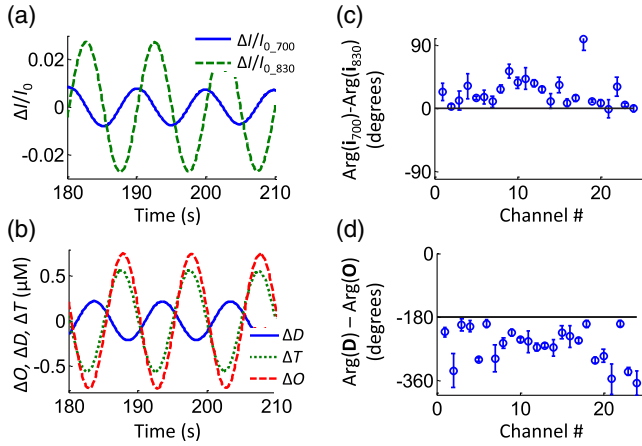 (a)
ΔI/I0_700
ΔI/I0_830
0.02
0
-0.02
ΔI/I0
180 190 200 210
Time (s)
(b)
0.5
0
-0.5
ΔO, ΔD, ΔT (μM)
ΔD
ΔT
ΔO
180 190 200 210
Time (s)
(c)
90
0
-90
Arg(i700)-Arg(i830)
(degrees)
0 10 20
Channel #
(d)
0
-180
-360
Arg(D) – Arg(O)
(degrees)
0 10 20
Channel #